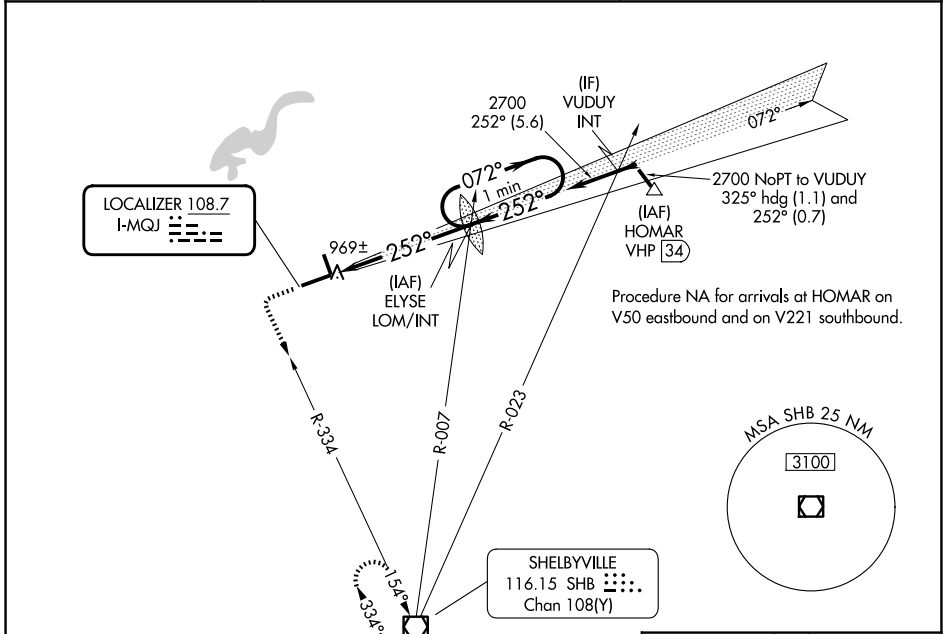 (IF)
VUDUY
INT
2700
252° (5.6)
072°
072°
1 min
252°
2700 NoPT to VUDUY
325° hdg (1.1) and
252° (0.7)
(IAF)
HOMAR
VHP 34
LOCALIZER 108.7
I-MQJ
969±
252°
(IAF)
ELYSE
LOM/INT
Procedure NA for arrivals at HOMAR on
V50 eastbound and on V221 southbound.
R-334
R-007
R-023
MSA SHB 25 NM
3100
SHELBYVILLE
116.15 SHB
Chan 108(Y)
154°
334°